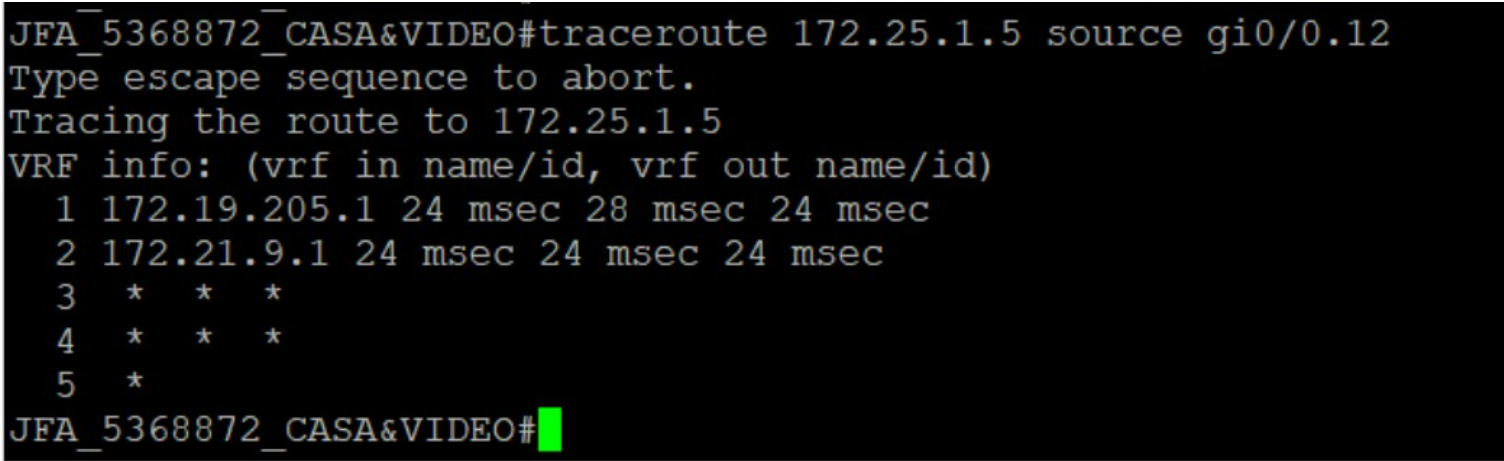 JFA_5368872_CASA&VIDEO#traceroute 172.25.1.5 source gi0/0.12
Type escape sequence to abort.
Tracing the route to 172.25.1.5
VRF info: (vrf in name/id, vrf out name/id)
  1 172.19.205.1 24 msec 28 msec 24 msec
  2 172.21.9.1 24 msec 24 msec 24 msec
  3  *  *  *
  4  *  *  *
  5  *
JFA_5368872_CASA&VIDEO#